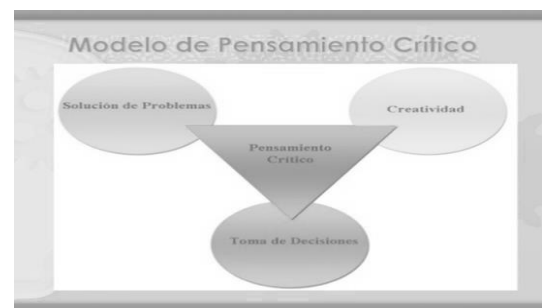 Modelo de Pensamiento Crítico
Solución de Problemas
Creatividad
Pensamiento
Crítico
Toma de Decisiones